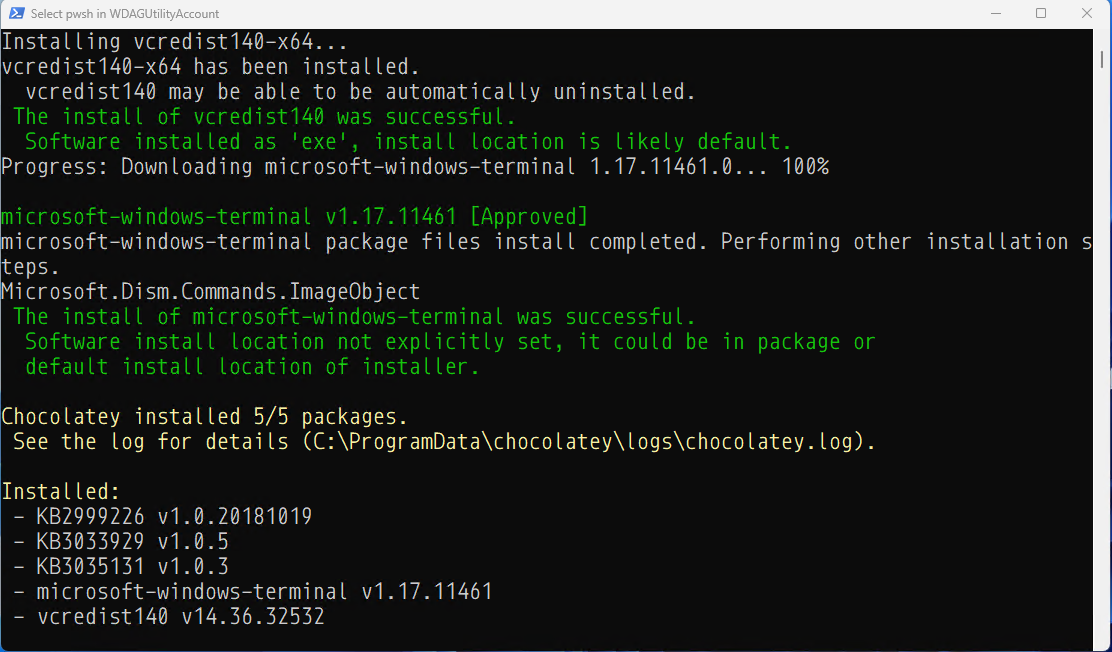 Select pwsh in WDAGUtilityAccount
Installing vcredist140-x64...
vcredist140-x64 has been installed.
  vcredist140 may be able to be automatically uninstalled.
 The install of vcredist140 was successful.
  Software installed as 'exe', install location is likely default.
Progress: Downloading microsoft-windows-terminal 1.17.11461.0... 100%
microsoft-windows-terminal v1.17.11461 [Approved]
microsoft-windows-terminal package files install completed. Performing other installation s
teps.
Microsoft.Dism.Commands.ImageObject
 The install of microsoft-windows-terminal was successful.
  Software install location not explicitly set, it could be in package or
  default install location of installer.
Chocolatey installed 5/5 packages.
 See the log for details (C:\ProgramData\chocolatey\logs\chocolatey.log).
Installed:
 - KB2999226 v1.0.20181019
 - KB3033929 v1.0.5
 - KB3035131 v1.0.3
 - microsoft-windows-terminal v1.17.11461
 - vcredist140 v14.36.32532